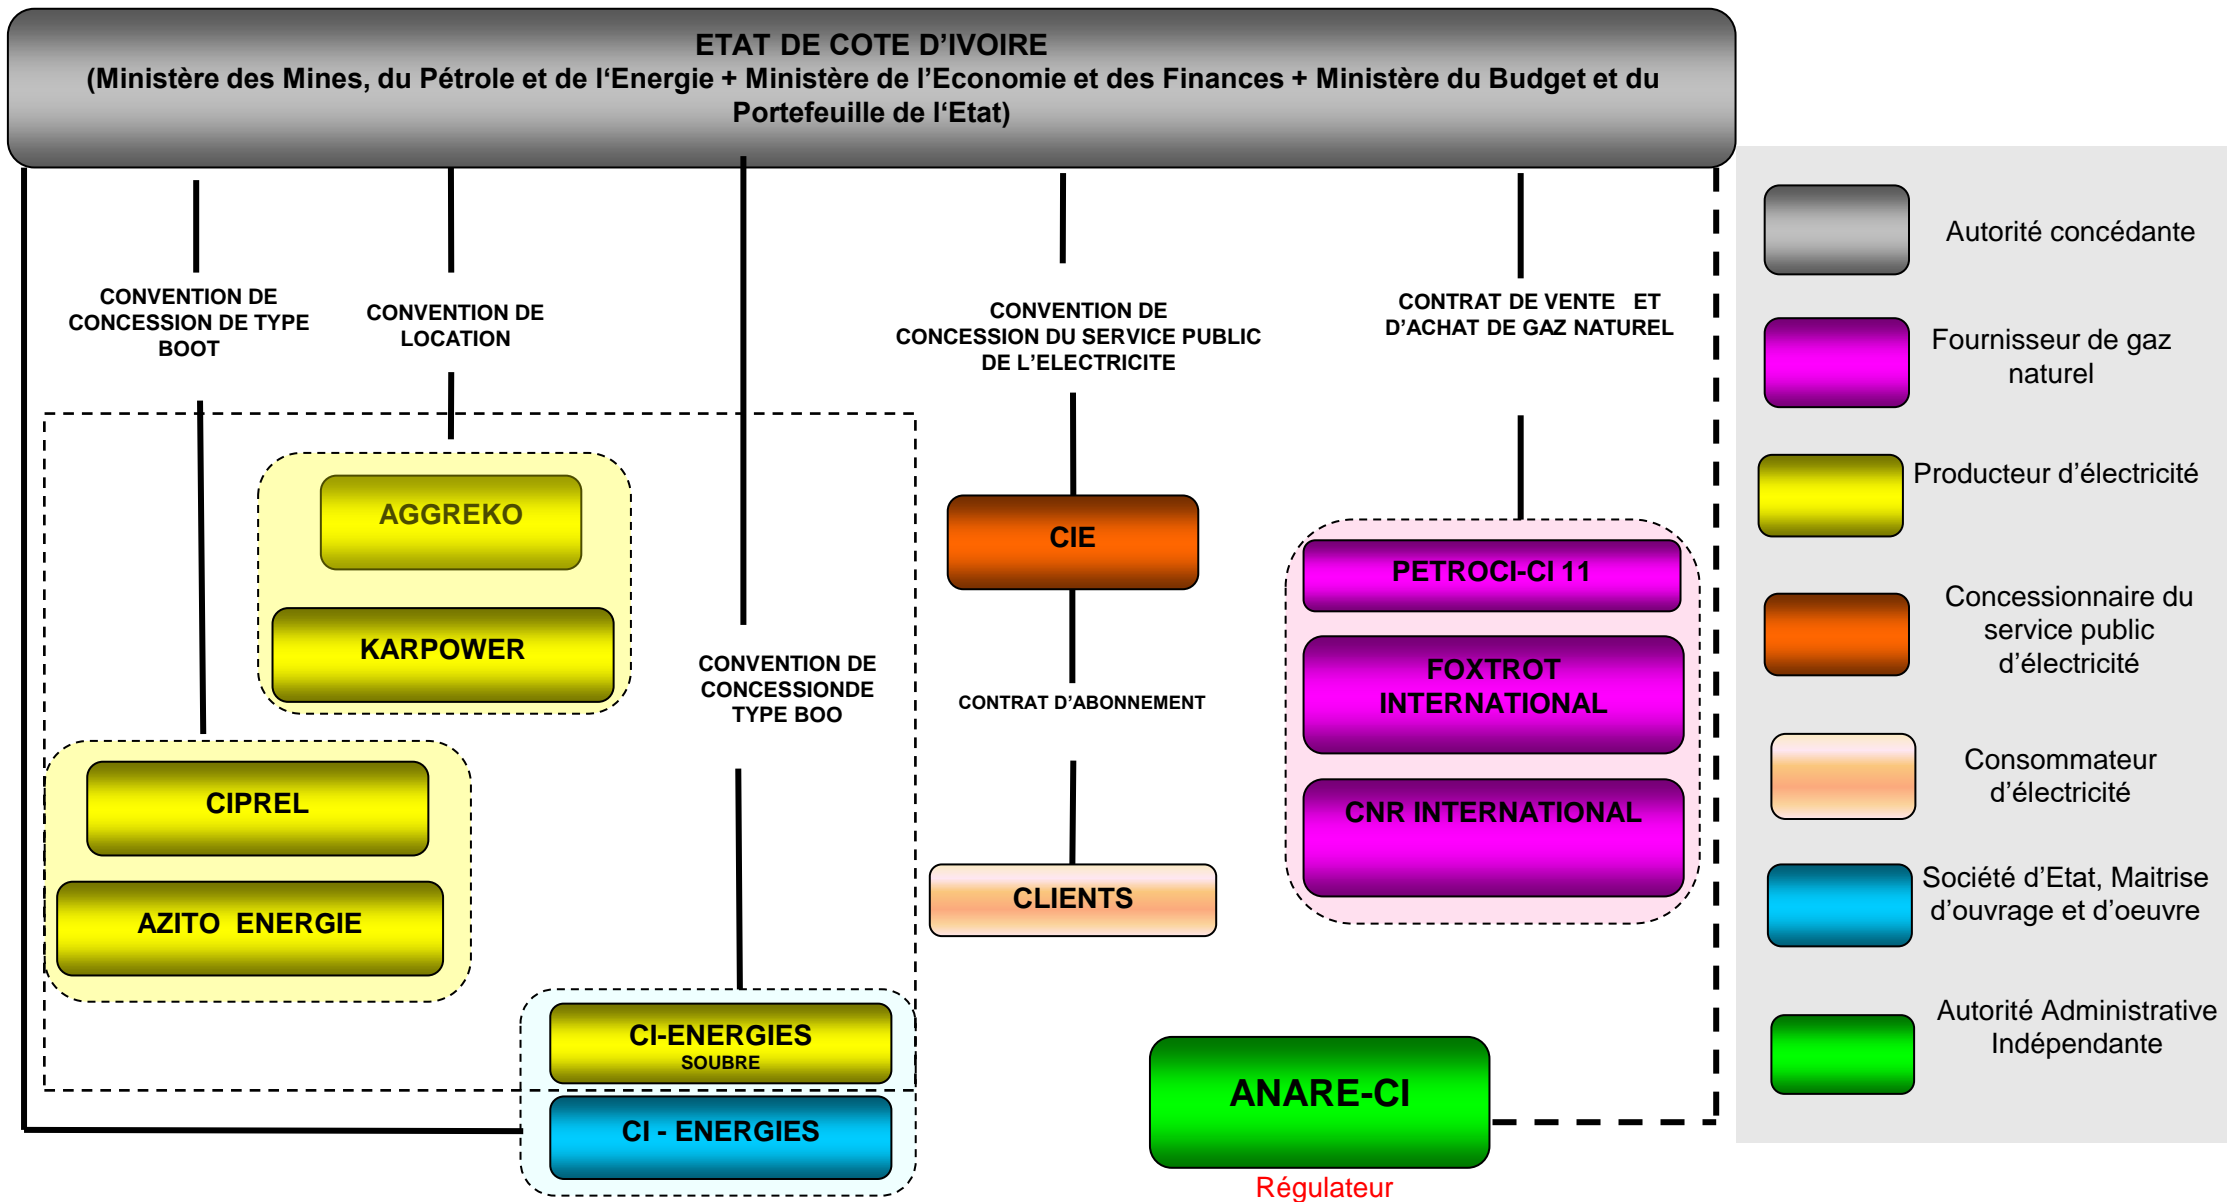 ETAT DE COTE D’IVOIRE
(Ministère des Mines, du Pétrole et de l‘Energie + Ministère de l’Economie et des Finances + Ministère du Budget et du
Portefeuille de l‘Etat)
CONVENTION DE
CONCESSION DE TYPE
BOOT
CONVENTION DE
LOCATION
CONVENTION DE
CONCESSION DU SERVICE PUBLIC
DE L’ELECTRICITE
CONTRAT DE VENTE ET
D’ACHAT DE GAZ NATUREL
AGGREKO
KARPOWER
CIPREL
AZITO ENERGIE
CONVENTION DE
CONCESSIONDE
TYPE BOO
CI-ENERGIES
SOUBRE
CI - ENERGIES
CIE
CONTRAT D’ABONNEMENT
CLIENTS
PETROCI-CI 11
FOXTROT
INTERNATIONAL
CNR INTERNATIONAL
ANARE-CI
Régulateur
Autorité concédante
Fournisseur de gaz
naturel
Producteur d’électricité
Concessionnaire du
service public
d’électricité
Consommateur
d’électricité
Société d’Etat, Maitrise
d’ouvrage et d’oeuvre
Autorité Administrative
Indépendante